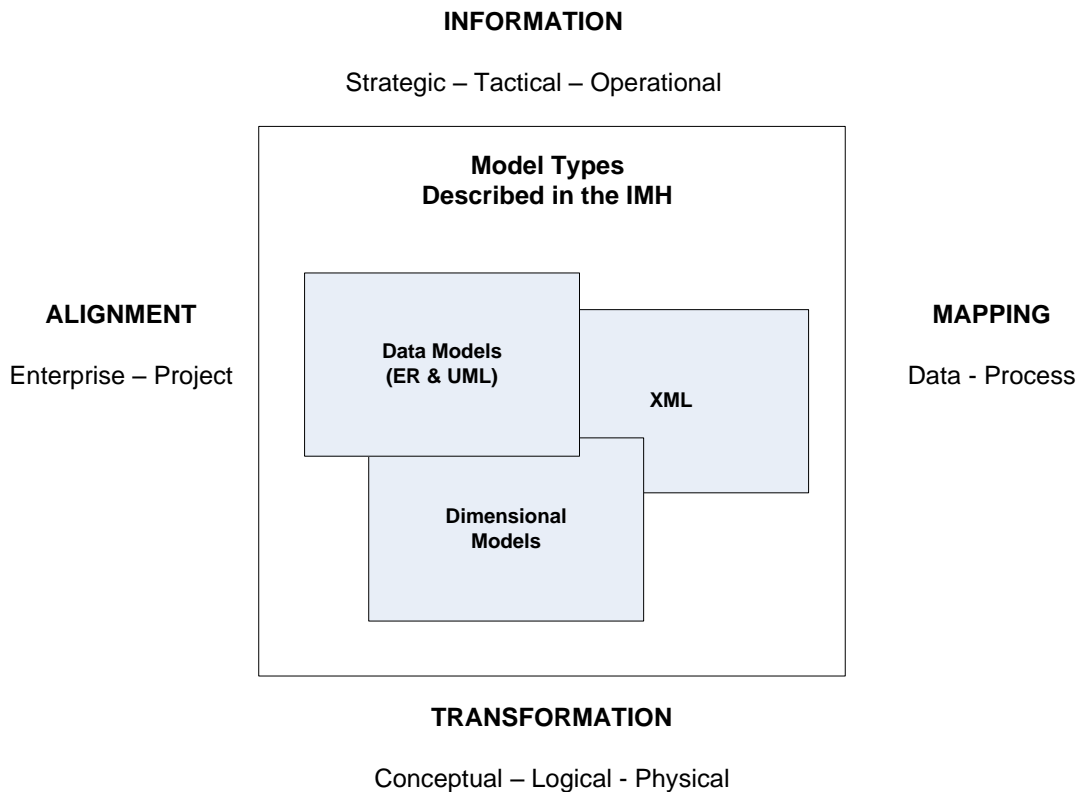 INFORMATION
Strategic – Tactical – Operational
Model Types
Described in the IMH
ALIGNMENT
Enterprise – Project
Data Models
(ER & UML)
XML
MAPPING
Data - Process
Dimensional
Models
TRANSFORMATION
Conceptual – Logical - Physical